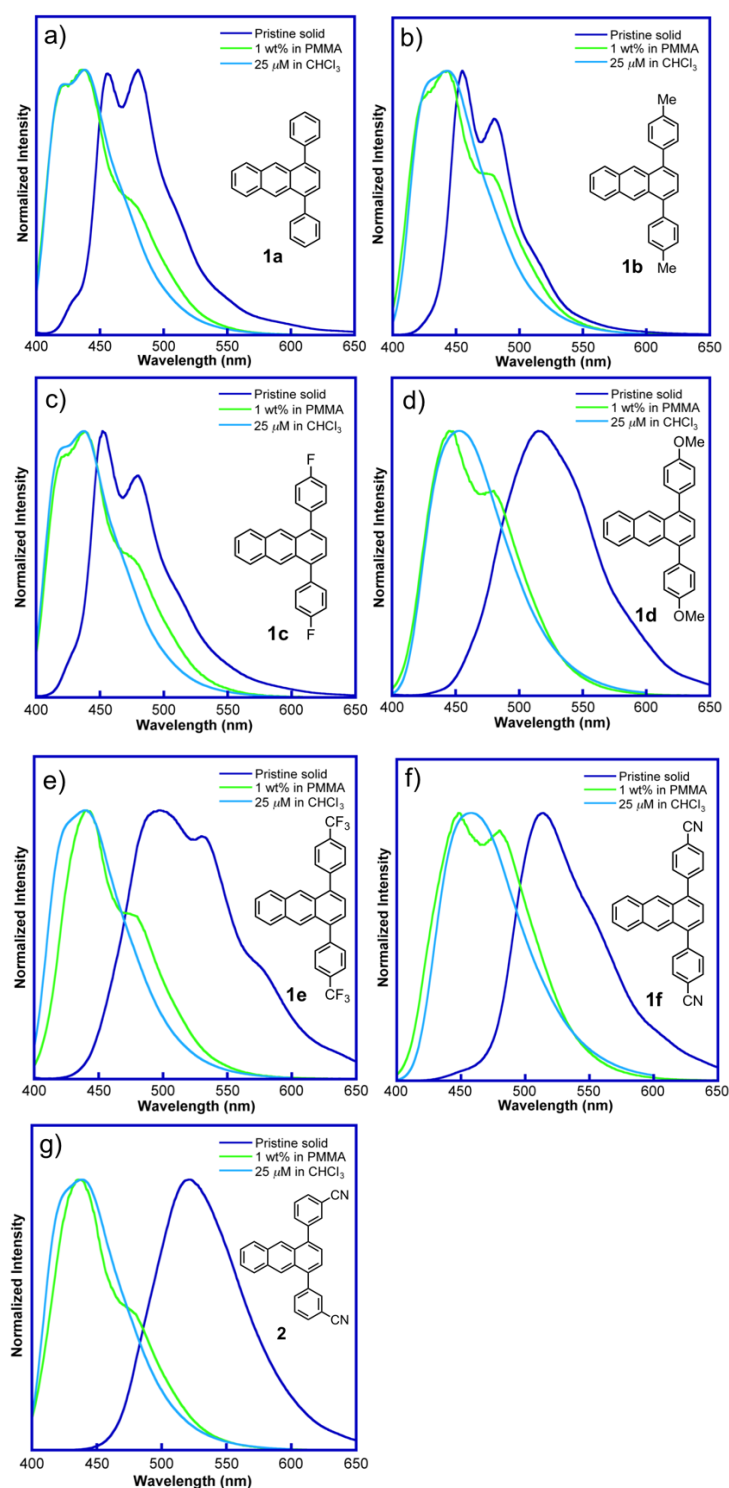 a)
Pristine solid
1 wt% in PMMA
25 μM in CHCl₃
1a
Normalized Intensity
400 450 500 550 600 650
Wavelength (nm)
b)
Pristine solid
1 wt% in PMMA
25 μM in CHCl₃
Me
Me
1b
Normalized Intensity
400 450 500 550 600 650
Wavelength (nm)
c)
Pristine solid
1 wt% in PMMA
25 μM in CHCl₃
F
F
1c
Normalized Intensity
400 450 500 550 600 650
Wavelength (nm)
d)
Pristine solid
1 wt% in PMMA
25 μM in CHCl₃
OMe
OMe
1d
Normalized Intensity
400 450 500 550 600 650
Wavelength (nm)
e)
Pristine solid
1 wt% in PMMA
25 μM in CHCl₃
CF₃
CF₃
1e
Normalized Intensity
400 450 500 550 600 650
Wavelength (nm)
f)
Pristine solid
1 wt% in PMMA
25 μM in CHCl₃
CN
CN
1f
Normalized Intensity
400 450 500 550 600 650
Wavelength (nm)
g)
Pristine solid
1 wt% in PMMA
25 μM in CHCl₃
CN
CN
2
Normalized Intensity
400 450 500 550 600 650
Wavelength (nm)